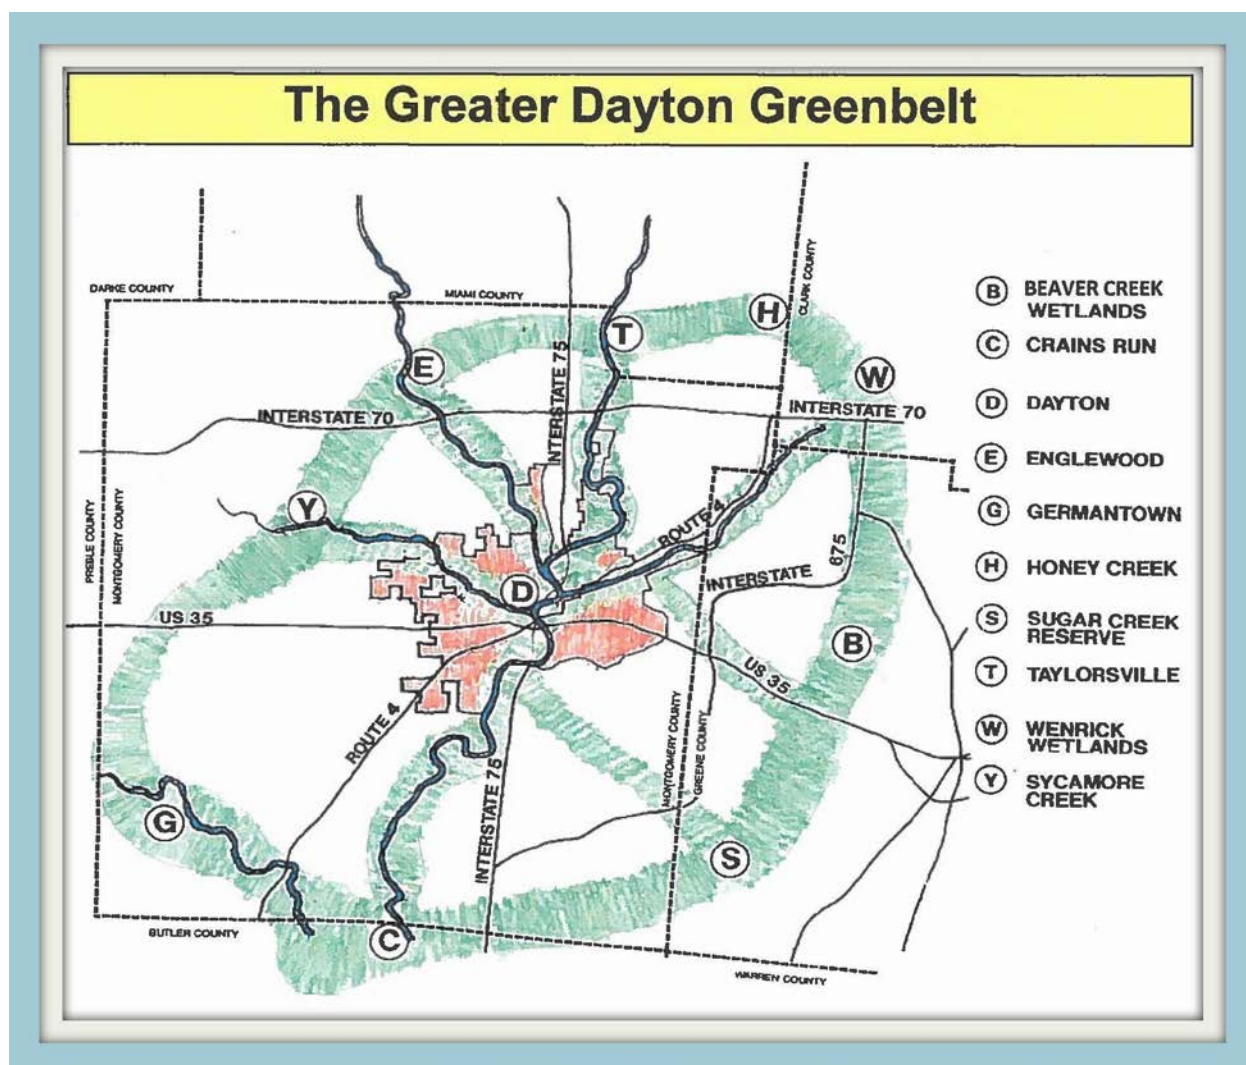 The Greater Dayton Greenbelt
CLARK COUNTY
DARKE COUNTY
MIAMI COUNTY
H
T
E
W
INTERSTATE 75
INTERSTATE 70
INTERSTATE 70
Y
ROUTE 4
PREBLE COUNTY
MONTGOMERY COUNTY
INTERSTATE
675
D
US 35
B
US 35
ROUTE 4
MONTGOMERY COUNTY
GREENE COUNTY
INTERSTATE 75
G
S
C
BUTLER COUNTY
WARREN COUNTY
B BEAVER CREEK
WETLANDS
C CRAINS RUN
D DAYTON
E ENGLEWOOD
G GERMANTOWN
H HONEY CREEK
S SUGAR CREEK
RESERVE
T TAYLORSVILLE
W WENRICK
WETLANDS
Y SYCAMORE
CREEK